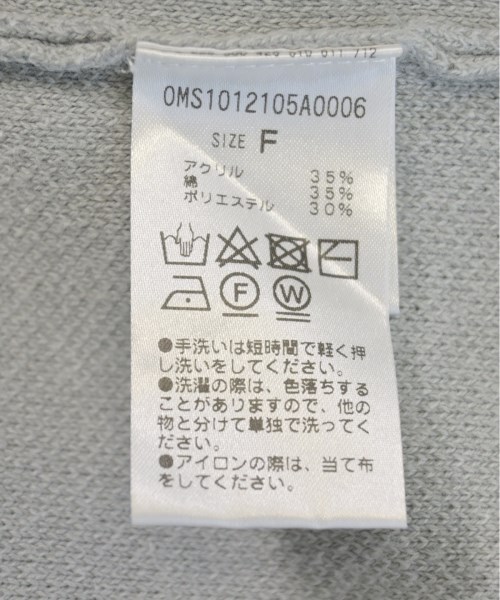 OMS1012105A0006
SIZE F
アクリル 35%
綿 35%
ポリエステル 30%
F W
●手洗いは短時間で軽く押
し洗いをしてください。
●洗濯の際は、色落ちする
ことがありますので、他の
物と分けて単独で洗ってく
ださい。
●アイロンの際は、当て布
をしてください。